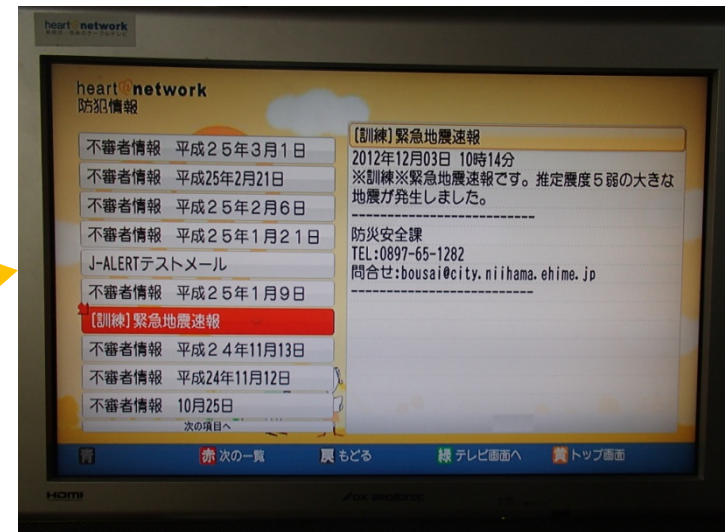 heart@network
heart@network
防犯情報
不審者情報 平成25年3月1日
不審者情報 平成25年2月21日
不審者情報 平成25年2月6日
不審者情報 平成25年1月21日
J-ALERTテストメール
不審者情報 平成25年1月9日
[訓練]緊急地震速報
不審者情報 平成24年11月13日
不審者情報 平成24年11月12日
不審者情報 10月25日
次の項目へ
[訓練]緊急地震速報
2012年12月03日 10時14分
※訓練※緊急地震速報です。推定震度5弱の大きな
地震が発生しました。
--------------------------
防災安全課
TEL:0897-65-1282
問合せ:bousai@city.niihama.ehime.jp
--------------------------
青 赤 次の一覧 戻 もどる 緑 テレビ画面へ 黄 トップ画面
HDMI